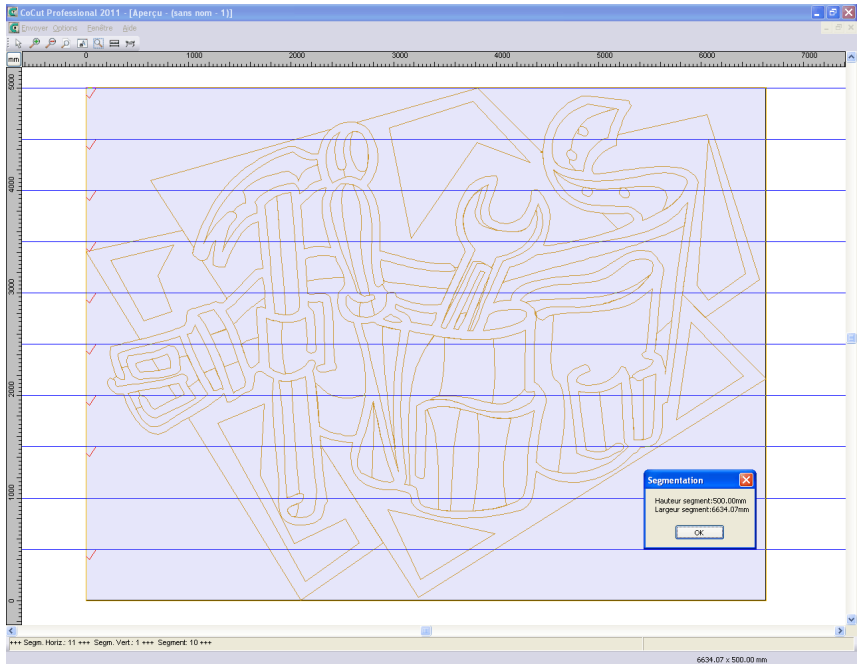 CoCut Professional 2011 - [Aperçu - (sans nom - 1)]
Envoyer Options Fenêtre Aide
mm
0 1000 2000 3000 4000 5000 6000 7000
5000
4000
3000
2000
1000
0
Segmentation
Hauteur segment:500.00mm
Largeur segment:6634.07mm
OK
+++ Segm. Horiz.: 11 +++ Segm. Vert.: 1 +++ Segment: 10 +++
6634.07 x 500.00 mm